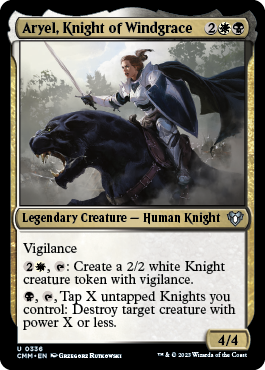 Aryel, Knight of Windgrace 2
Legendary Creature — Human Knight
Vigilance
2, : Create a 2/2 white Knight
creature token with vigilance.
, , Tap X untapped Knights you
control: Destroy target creature with
power X or less.
4/4
U 0336
CMM • EN Grzegorz Rutkowski
™ & © 2023 Wizards of the Coast